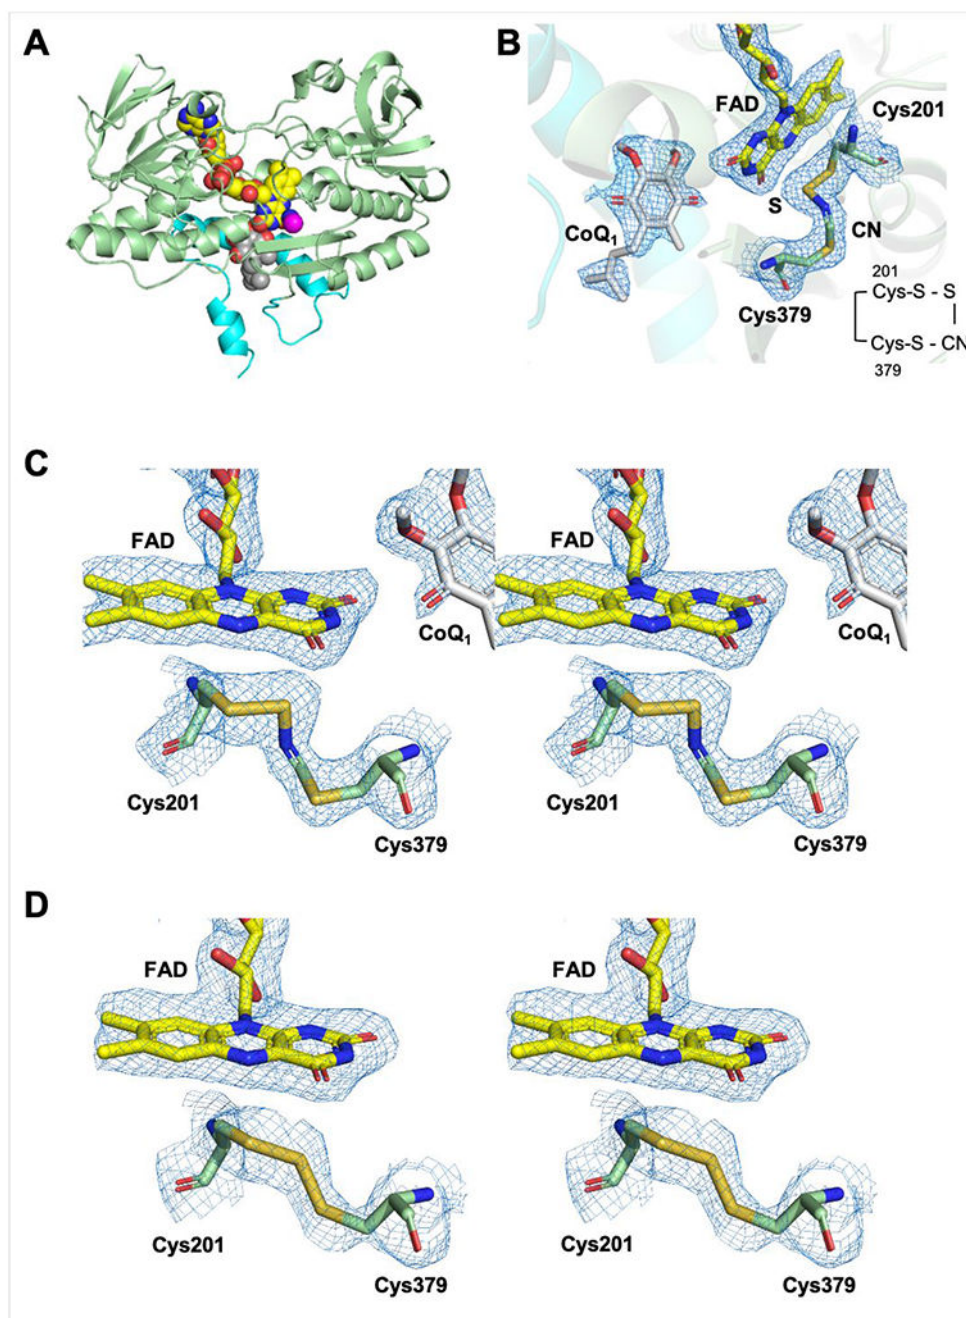 A
B
FAD
Cys201
S
CoQ1
CN
Cys379
201
Cys-S - S
Cys-S - CN
379
C
FAD
FAD
CoQ1
CoQ1
Cys201
Cys201
Cys379
Cys379
D
FAD
FAD
Cys201
Cys201
Cys379
Cys379